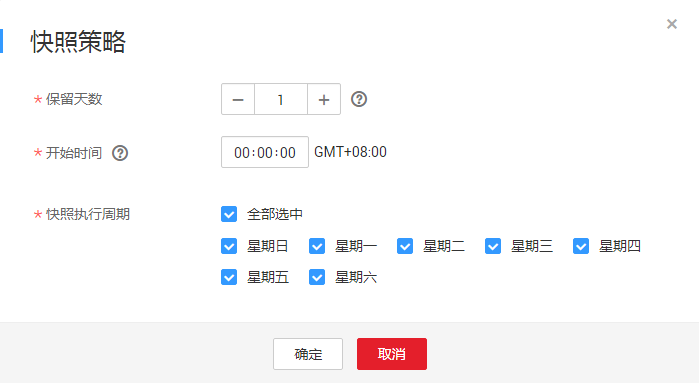 快照策略
* 保留天数 1
* 开始时间 00:00:00 GMT+08:00
* 快照执行周期 全部选中
星期日 星期一 星期二 星期三 星期四
星期五 星期六
确定 取消